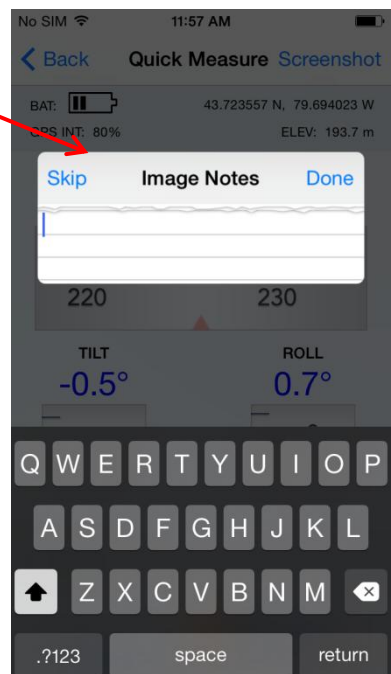 No SIM 11:57 AM
Back Quick Measure Screenshot
BAT: 43.723557 N, 79.694023 W
GPS INT: 80% ELEV: 193.7 m
Skip Image Notes Done
220 230
TILT ROLL
-0.5° 0.7°
Q W E R T Y U I O P
A S D F G H J K L
Z X C V B N M
.?123 space return